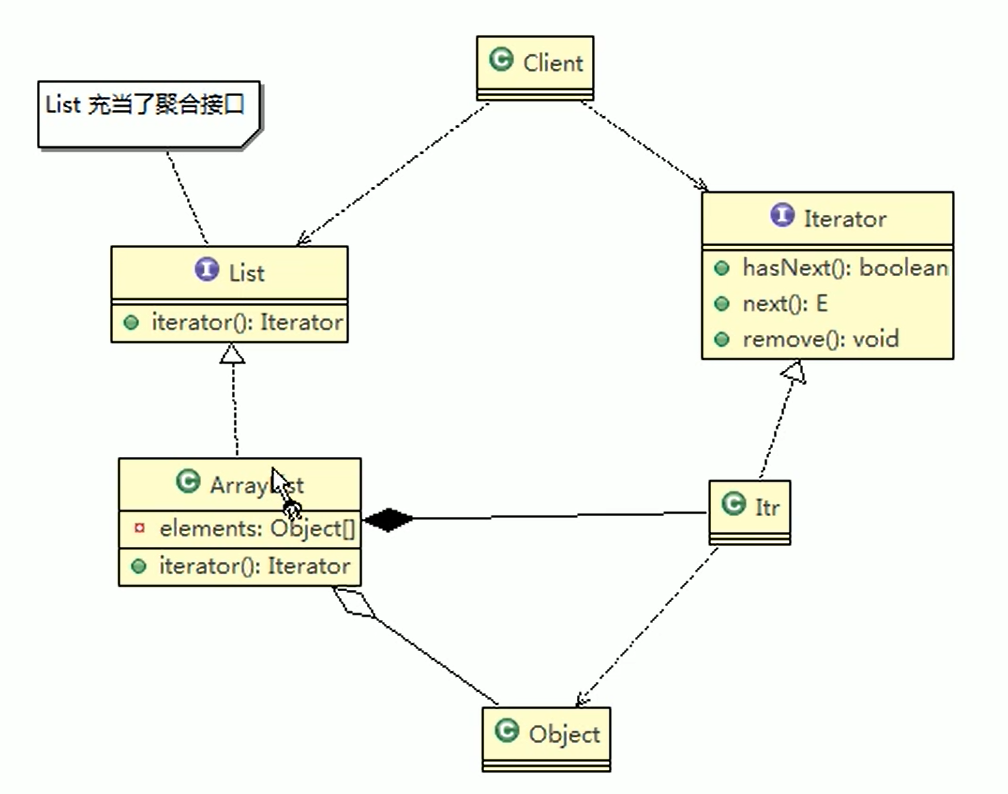 Client
List 充当了聚合接口
Iterator
hasNext(): boolean
next(): E
remove(): void
List
iterator(): Iterator
elements: Object[]
iterator(): Iterator
Itr
Object